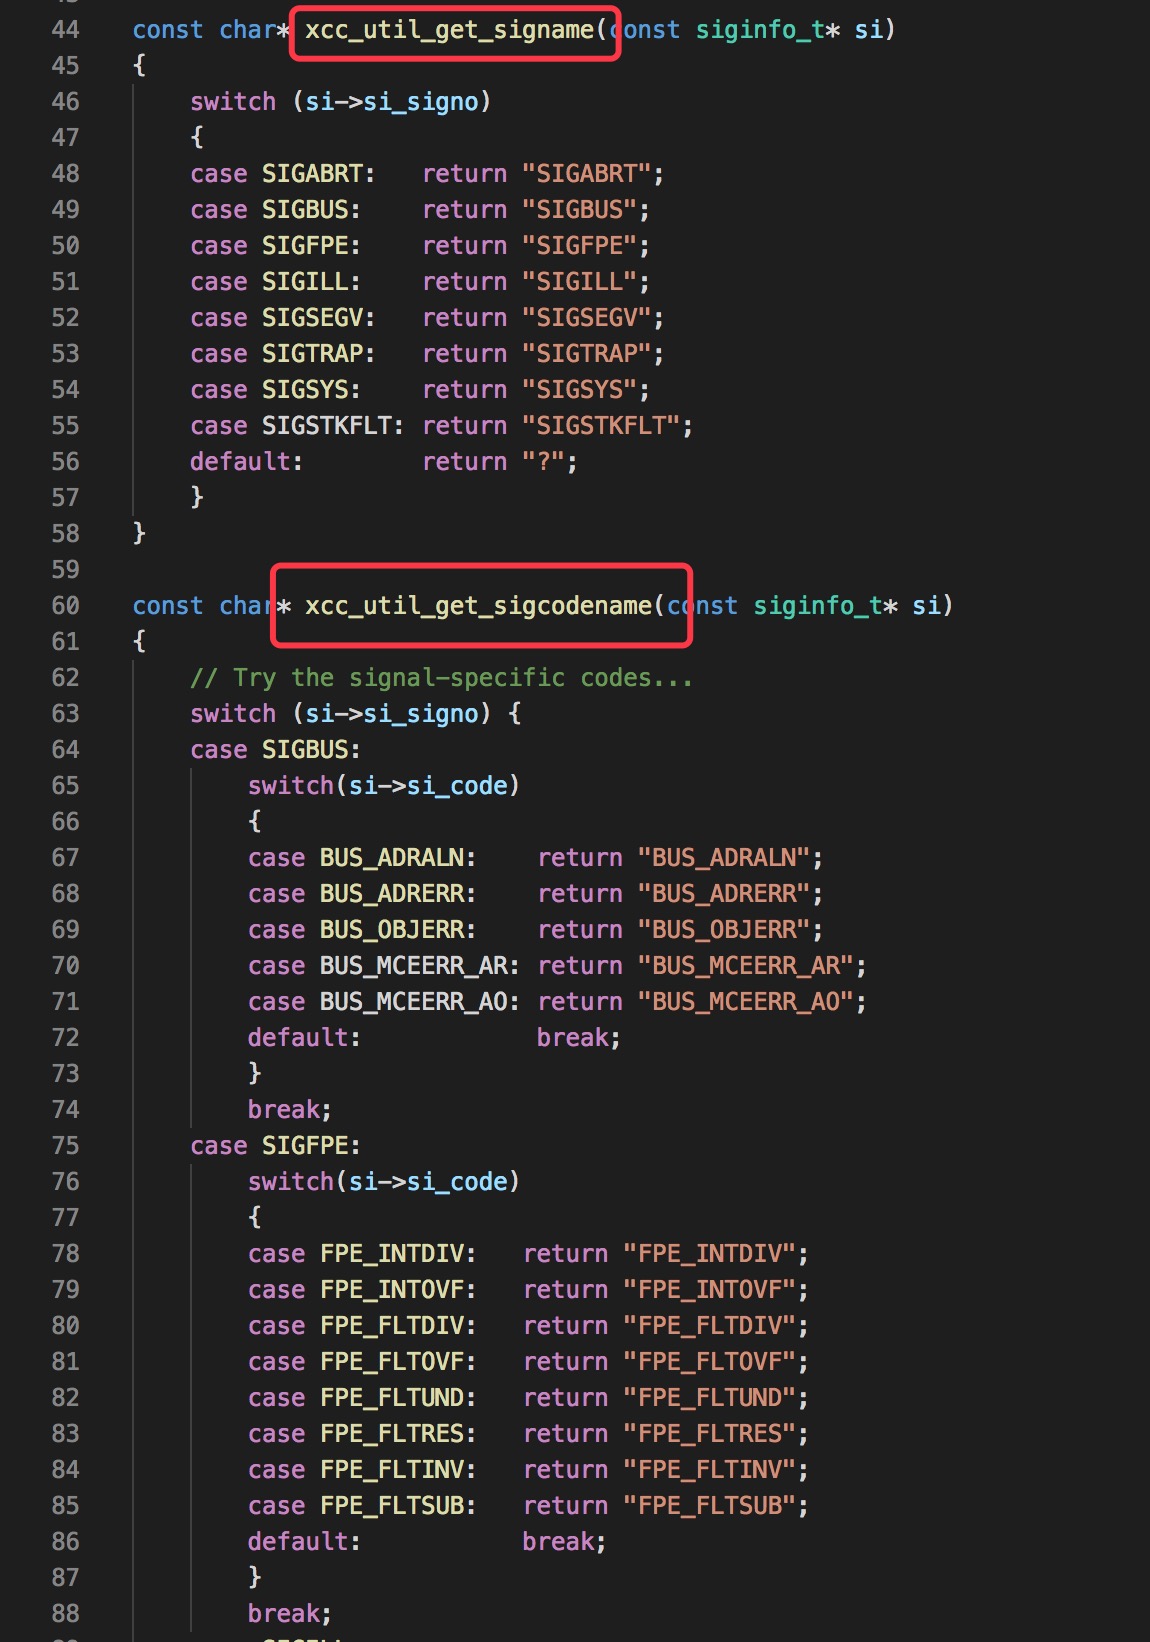 44 const char* xcc_util_get_signame(const siginfo_t* si)
45 {
46     switch (si->si_signo)
47     {
48     case SIGABRT:   return "SIGABRT";
49     case SIGBUS:    return "SIGBUS";
50     case SIGFPE:    return "SIGFPE";
51     case SIGILL:    return "SIGILL";
52     case SIGSEGV:   return "SIGSEGV";
53     case SIGTRAP:   return "SIGTRAP";
54     case SIGSYS:    return "SIGSYS";
55     case SIGSTKFLT: return "SIGSTKFLT";
56     default:        return "?";
57     }
58 }
59
60 const char* xcc_util_get_sigcodename(const siginfo_t* si)
61 {
62     // Try the signal-specific codes...
63     switch (si->si_signo) {
64     case SIGBUS:
65         switch(si->si_code)
66         {
67         case BUS_ADRALN:    return "BUS_ADRALN";
68         case BUS_ADRERR:    return "BUS_ADRERR";
69         case BUS_OBJERR:    return "BUS_OBJERR";
70         case BUS_MCEERR_AR: return "BUS_MCEERR_AR";
71         case BUS_MCEERR_AO: return "BUS_MCEERR_AO";
72         default:            break;
73         }
74         break;
75     case SIGFPE:
76         switch(si->si_code)
77         {
78         case FPE_INTDIV:   return "FPE_INTDIV";
79         case FPE_INTOVF:   return "FPE_INTOVF";
80         case FPE_FLTDIV:   return "FPE_FLTDIV";
81         case FPE_FLTOVF:   return "FPE_FLTOVF";
82         case FPE_FLTUND:   return "FPE_FLTUND";
83         case FPE_FLTRES:   return "FPE_FLTRES";
84         case FPE_FLTINV:   return "FPE_FLTINV";
85         case FPE_FLTSUB:   return "FPE_FLTSUB";
86         default:           break;
87         }
88         break;